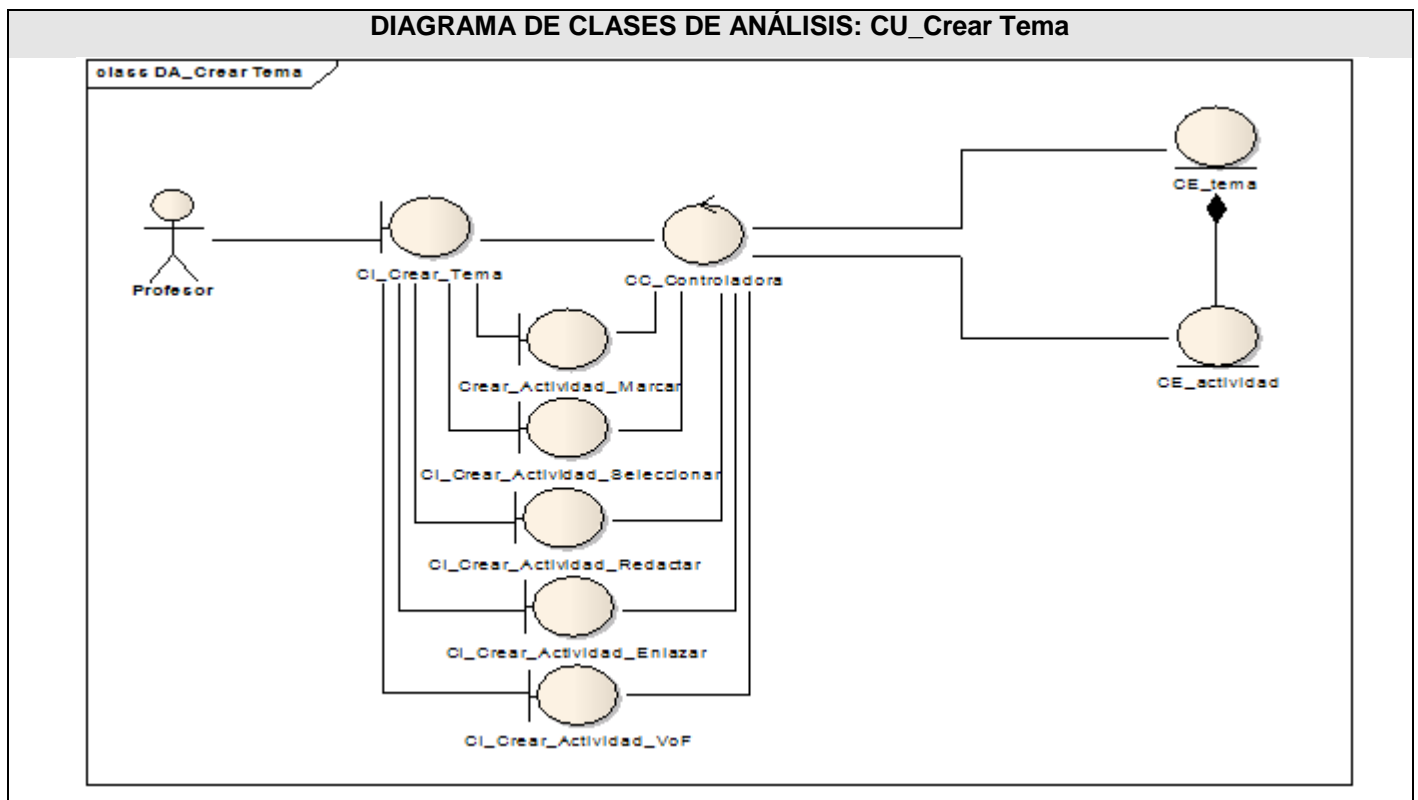 DIAGRAMA DE CLASES DE ANÁLISIS: CU_Crear Tema
class DA_Crear Tema
CE_tema
Profesor
CI_Crear_Tema
CC_Controladora
Crear_Actividad_Marcar
CE_actividad
CI_Crear_Actividad_Seleccionar
CI_Crear_Actividad_Redactar
CI_Crear_Actividad_Enlazar
CI_Crear_Actividad_VoF